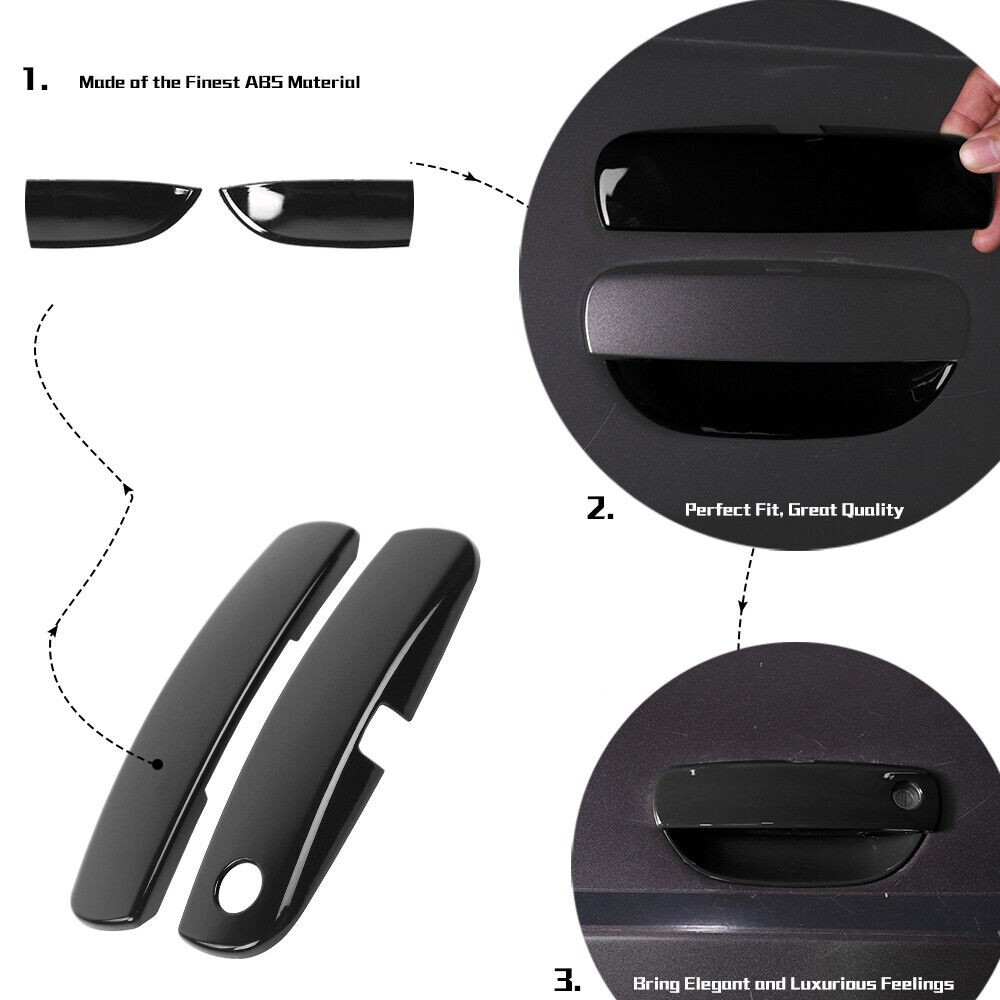 1. Made of the Finest ABS Material
2. Perfect Fit, Great Quality
3. Bring Elegant and Luxurious Feelings